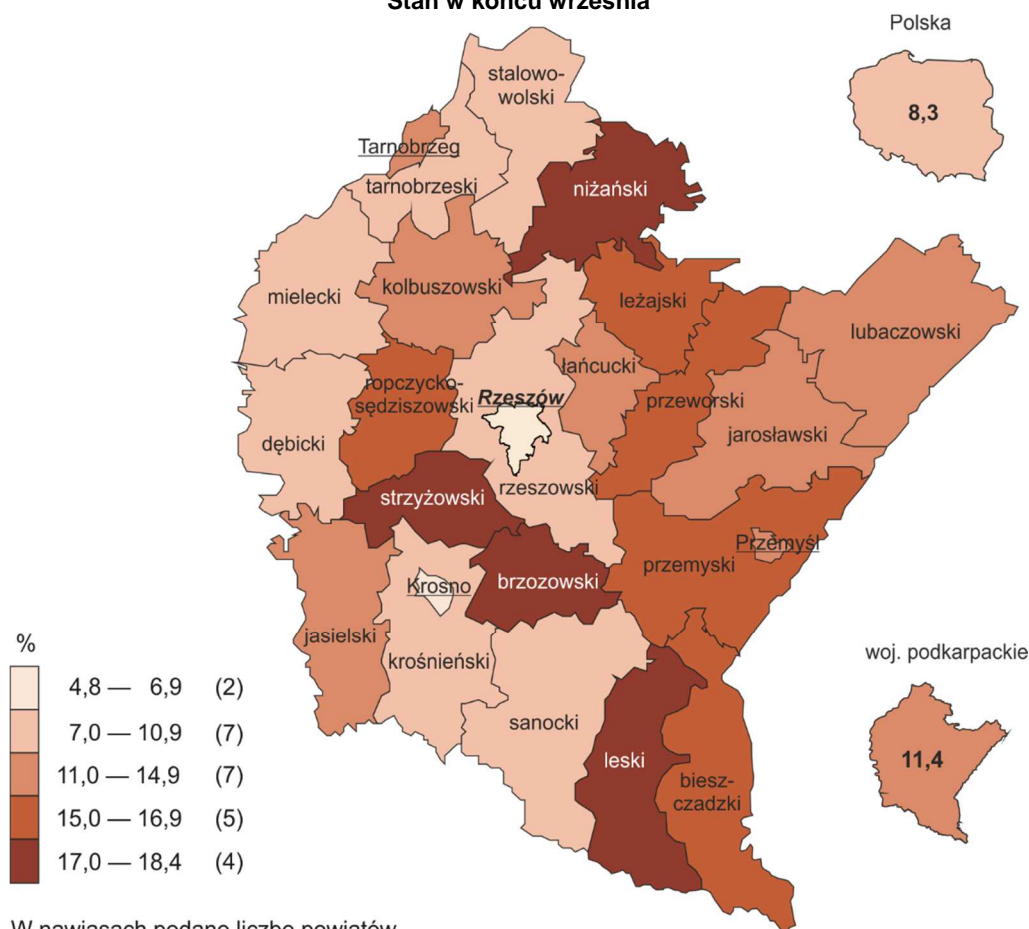 Stan w końcu września
Polska
8,3
stalowo-
wolski
Tarnobrzeg
tarnobrzeski
niżański
mielecki
kolbuszowski
leżajski
lubaczowski
łańcucki
ropczycko-
sędziszowski
Rzeszów
przeworski
jarosławski
dębicki
rzeszowski
strzyżowski
Przemyśl
przemyski
brzozowski
Krosno
jasielski
krośnieński
sanocki
leski
biesz-
czadzki
woj. podkarpackie
11,4
%
4,8 — 6,9 (2)
7,0 — 10,9 (7)
11,0 — 14,9 (7)
15,0 — 16,9 (5)
17,0 — 18,4 (4)
W nawiasach podano liczbę powiatów